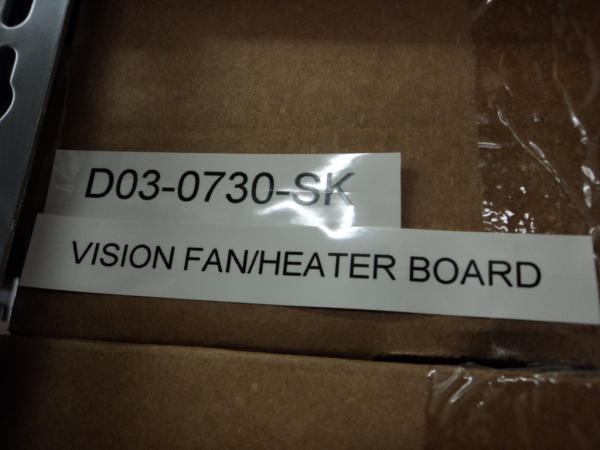 D03-0730-SK
VISION FAN/HEATER BOARD